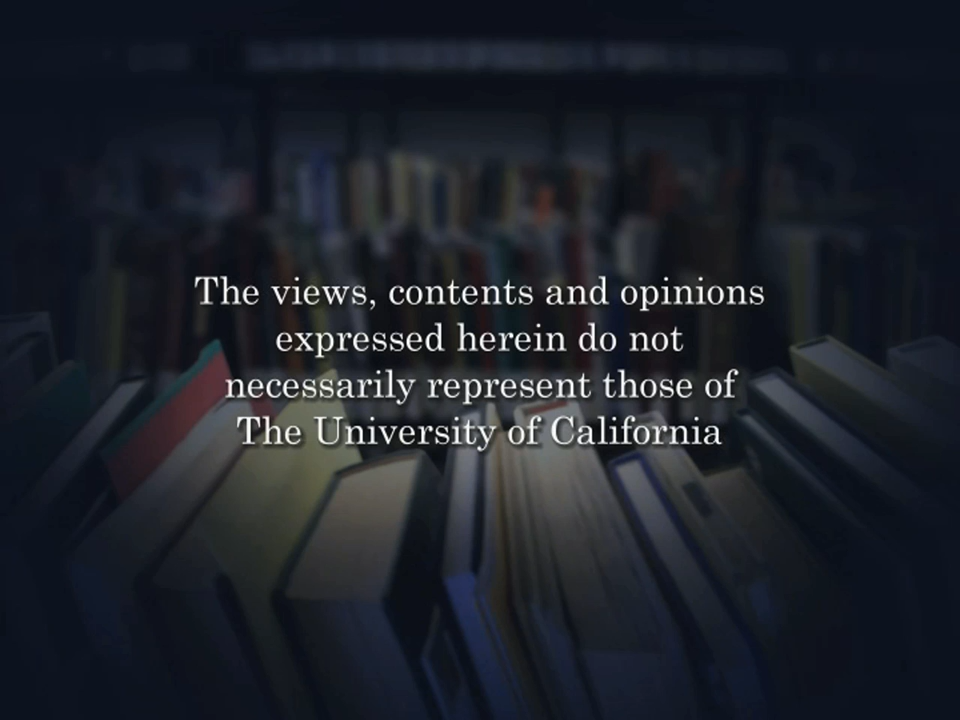 The views, contents and opinions
expressed herein do not
necessarily represent those of
The University of California